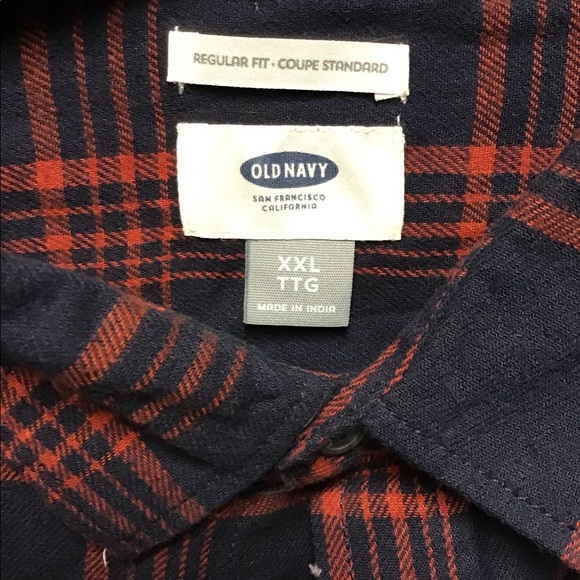 REGULAR FIT • COUPE STANDARD
OLD NAVY
SAN FRANCISCO
CALIFORNIA
XXL
TTG
MADE IN INDIA